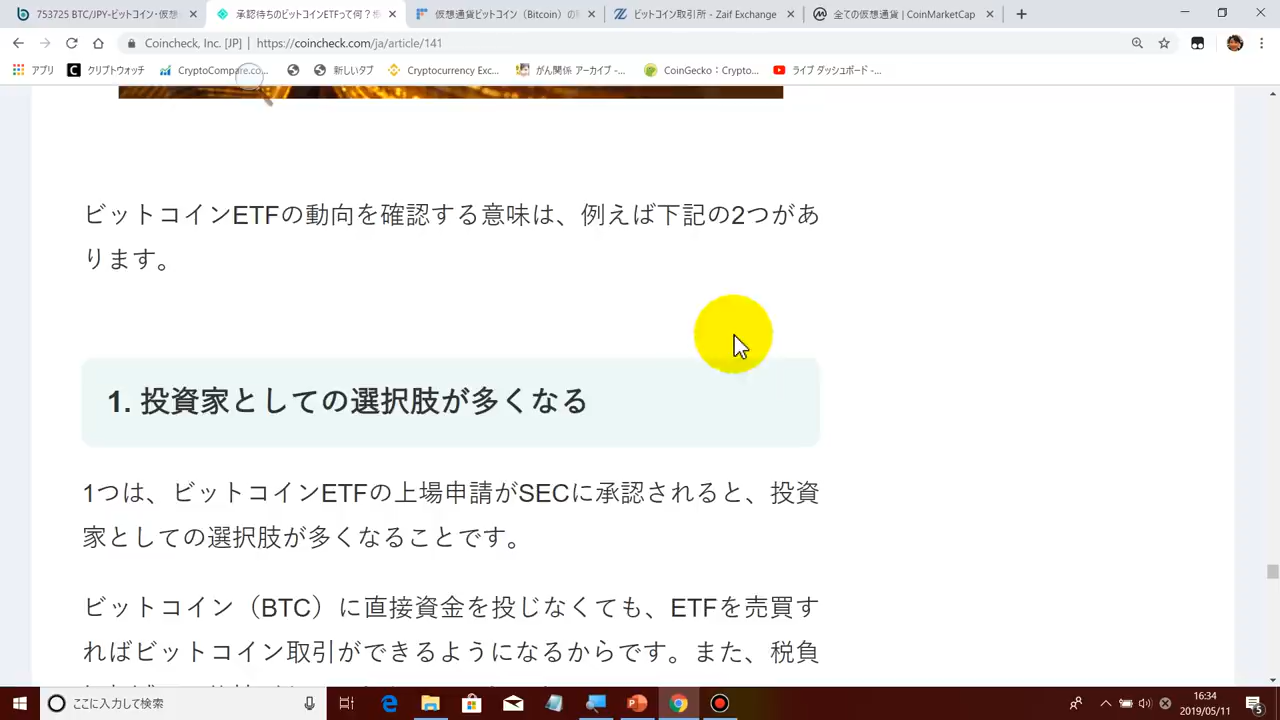 753725 BTC/JPY-ビットコイン・仮想
承認待ちのビットコインETFって何？
仮想通貨ビットコイン（Bitcoin）の
ビットコイン取引所 - Zaif Exchange
全ての仮想通貨 | CoinMarketCap
Coincheck, Inc. [JP] | https://coincheck.com/ja/article/141
アプリ
クリプトウォッチ
CryptoCompare.co...
新しいタブ
Cryptocurrency Exc...
がん関係 アーカイブ - ...
CoinGecko：Crypto...
ライブ ダッシュボード - ...
ビットコインETFの動向を確認する意味は、例えば下記の2つがあ
ります。
1. 投資家としての選択肢が多くなる
1つは、ビットコインETFの上場申請がSECに承認されると、投資
家としての選択肢が多くなることです。
ビットコイン（BTC）に直接資金を投じなくても、ETFを売買す
ればビットコイン取引ができるようになるからです。また、税負
ここに入力して検索
16:34
2019/05/11
5